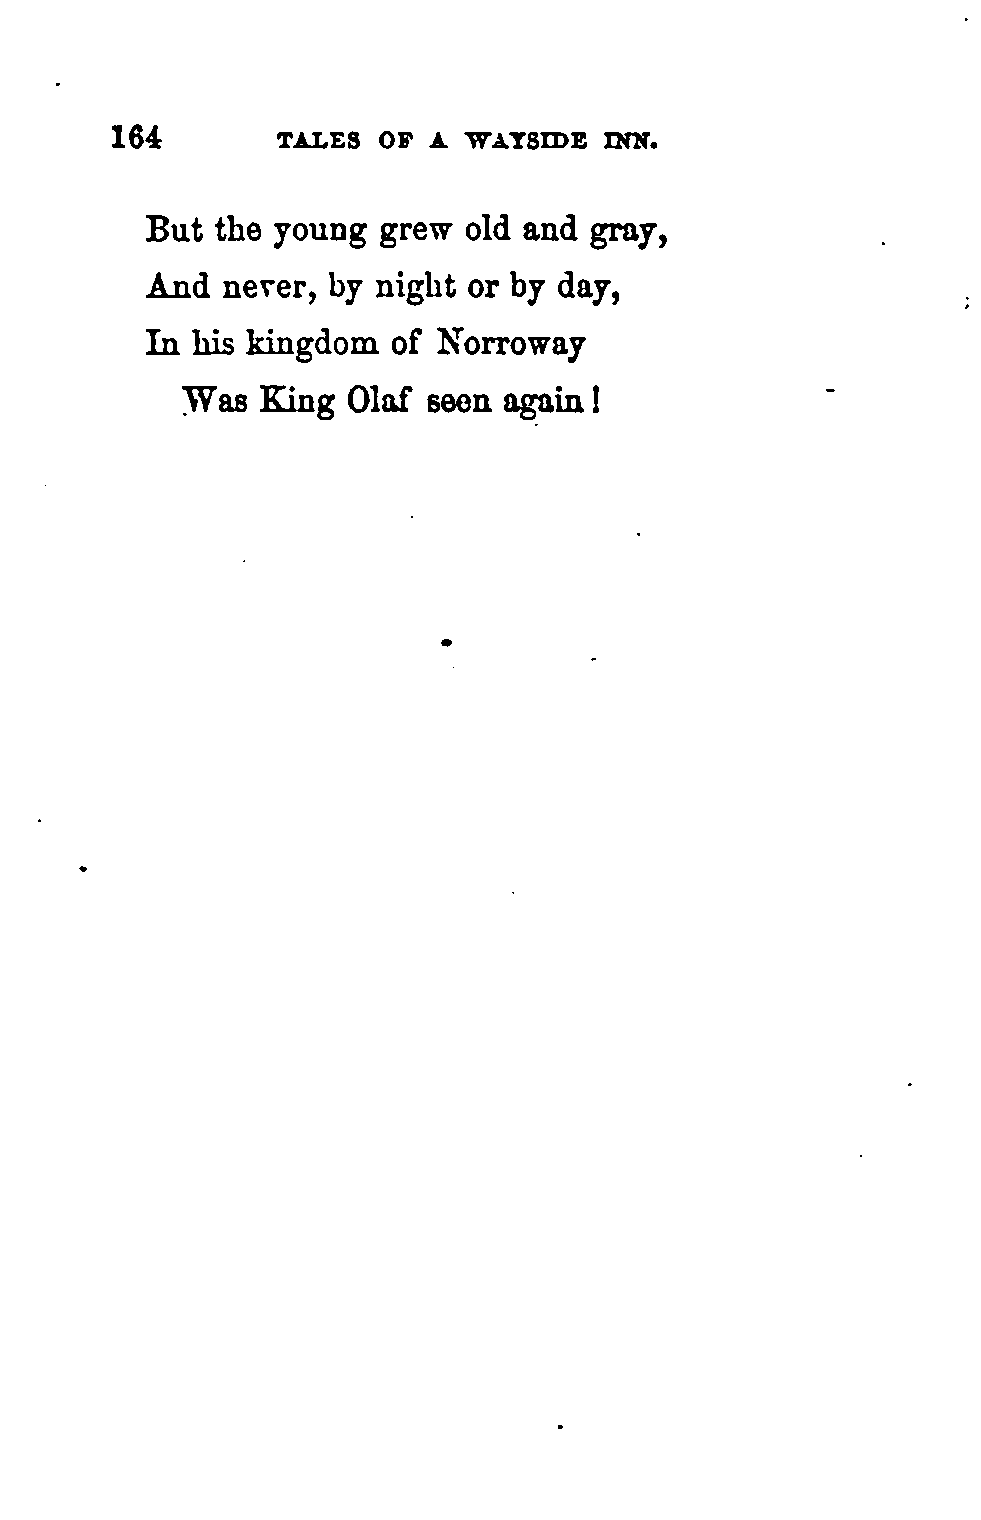 164 TALES OF A WAYSIDE INN.
But the young grew old and gray,
And never, by night or by day,
In his kingdom of Norroway
Was King Olaf seen again!